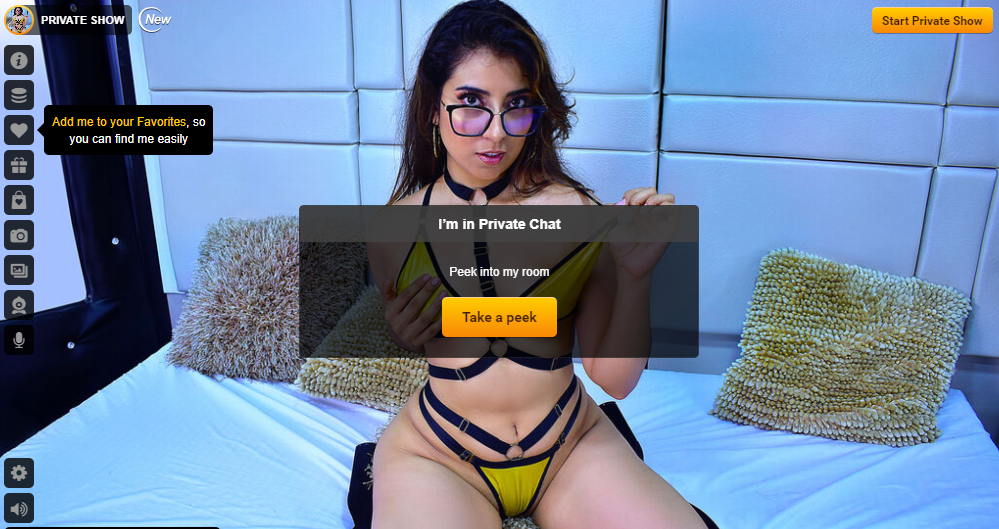 PRIVATE SHOW
New
Start Private Show
Add me to your Favorites, so
you can find me easily
I'm in Private Chat
Peek into my room
Take a peek